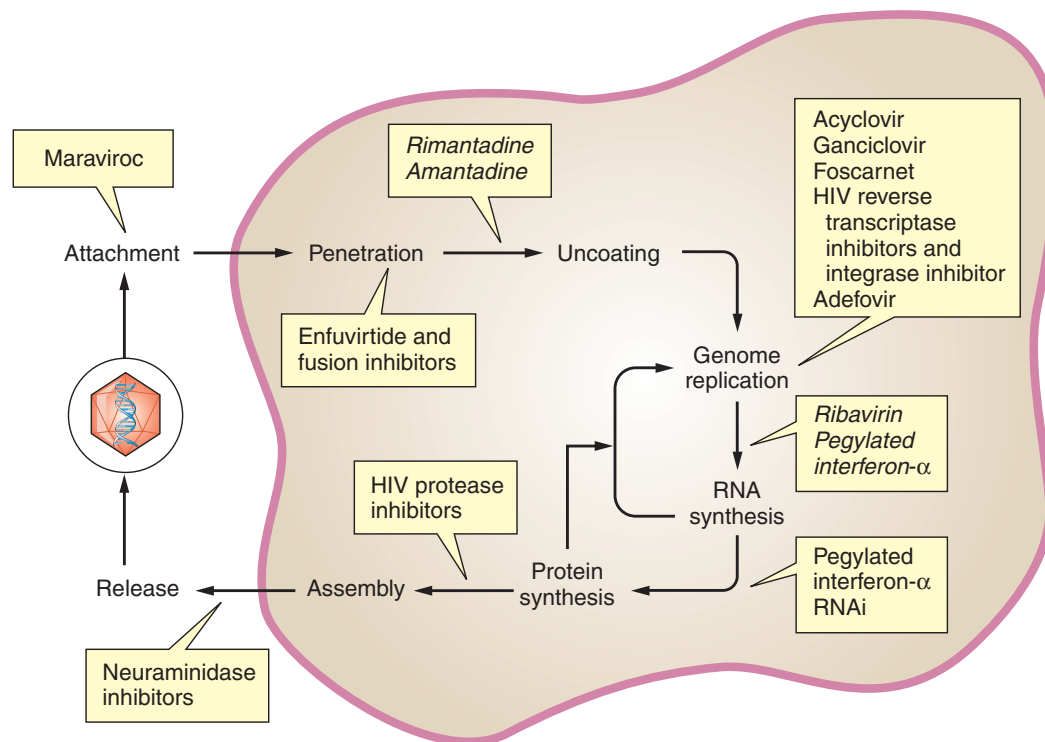 Maraviroc
Attachment
Rimantadine
Amantadine
Penetration
Uncoating
Enfuvirtide and
fusion inhibitors
Acyclovir
Ganciclovir
Foscarnet
HIV reverse
transcriptase
inhibitors and
integrase inhibitor
Adefovir
Genome
replication
Ribavirin
Pegylated
interferon-α
RNA
synthesis
Pegylated
interferon-α
RNAi
Protein
synthesis
HIV protease
inhibitors
Assembly
Release
Neuraminidase
inhibitors